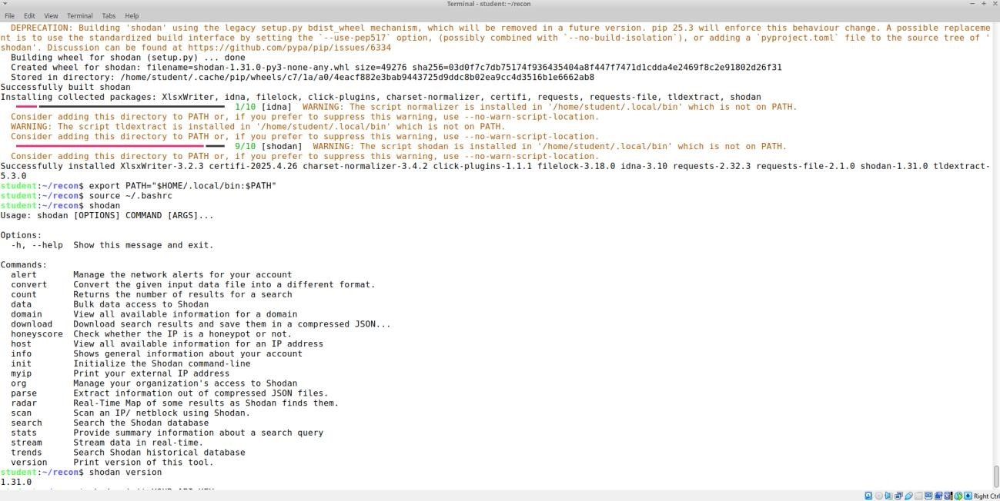 Terminal - student: ~/recon
File Edit View Terminal Tabs Help
DEPRECATION: Building 'shodan' using the legacy setup.py bdist_wheel mechanism, which will be removed in a future version. pip 25.3 will enforce this behaviour change. A possible replaceme
nt is to use the standardized build interface by setting the `--use-pep517` option, (possibly combined with `--no-build-isolation`), or adding a `pyproject.toml` file to the source tree of '
shodan'. Discussion can be found at https://github.com/pypa/pip/issues/6334
Building wheel for shodan (setup.py) ... done
Created wheel for shodan: filename=shodan-1.31.0-py3-none-any.whl size=49276 sha256=03d0f7c7db75174f936435404a8f447f7471d1cdda4e2469f8c2e91802d26f31
Stored in directory: /home/student/.cache/pip/wheels/c7/1a/a0/4eacf882e3bab9443725d9ddc8b02ea9cc4d3516b1e6662ab8
Successfully built shodan
Installing collected packages: XlsxWriter, idna, filelock, click-plugins, charset-normalizer, certifi, requests, requests-file, tldextract, shodan
1/10 [idna] WARNING: The script normalizer is installed in '/home/student/.local/bin' which is not on PATH.
Consider adding this directory to PATH or, if you prefer to suppress this warning, use --no-warn-script-location.
WARNING: The script tldextract is installed in '/home/student/.local/bin' which is not on PATH.
Consider adding this directory to PATH or, if you prefer to suppress this warning, use --no-warn-script-location.
9/10 [shodan] WARNING: The script shodan is installed in '/home/student/.local/bin' which is not on PATH.
Consider adding this directory to PATH or, if you prefer to suppress this warning, use --no-warn-script-location.
Successfully installed XlsxWriter-3.2.3 certifi-2025.4.26 charset-normalizer-3.4.2 click-plugins-1.1.1 filelock-3.18.0 idna-3.10 requests-2.32.3 requests-file-2.1.0 shodan-1.31.0 tldextract-
5.3.0
student:~/recon$ export PATH="$HOME/.local/bin:$PATH"
student:~/recon$ source ~/.bashrc
student:~/recon$ shodan
Usage: shodan [OPTIONS] COMMAND [ARGS]...
Options:
-h, --help Show this message and exit.
Commands:
alert Manage the network alerts for your account
convert Convert the given input data file into a different format.
count Returns the number of results for a search
data Bulk data access to Shodan
domain View all available information for a domain
download Download search results and save them in a compressed JSON...
honeyscore Check whether the IP is a honeypot or not.
host View all available information for an IP address
info Shows general information about your account
init Initialize the Shodan command-line
myip Print your external IP address
org Manage your organization's access to Shodan
parse Extract information out of compressed JSON files.
radar Real-Time Map of some results as Shodan finds them.
scan Scan an IP/ netblock using Shodan.
search Search the Shodan database
stats Provide summary information about a search query
stream Stream data in real-time.
trends Search Shodan historical database
version Print version of this tool.
student:~/recon$ shodan version
1.31.0
Right Ctrl